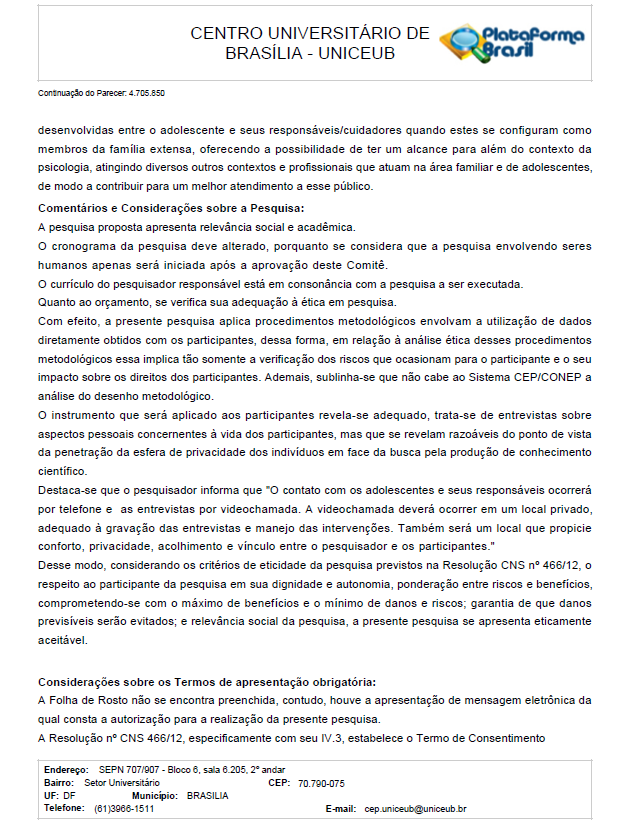 CENTRO UNIVERSITÁRIO DE
BRASÍLIA - UNICEUB
Plataforma
Brasil
Continuação do Parecer: 4.705.850
desenvolvidas entre o adolescente e seus responsáveis/cuidadores quando estes se configuram como
membros da família extensa, oferecendo a possibilidade de ter um alcance para além do contexto da
psicologia, atingindo diversos outros contextos e profissionais que atuam na área familiar e de adolescentes,
de modo a contribuir para um melhor atendimento a esse público.
Comentários e Considerações sobre a Pesquisa:
A pesquisa proposta apresenta relevância social e acadêmica.
O cronograma da pesquisa deve alterado, porquanto se considera que a pesquisa envolvendo seres
humanos apenas será iniciada após a aprovação deste Comitê.
O currículo do pesquisador responsável está em consonância com a pesquisa a ser executada.
Quanto ao orçamento, se verifica sua adequação à ética em pesquisa.
Com efeito, a presente pesquisa aplica procedimentos metodológicos envolvam a utilização de dados
diretamente obtidos com os participantes, dessa forma, em relação à análise ética desses procedimentos
metodológicos essa implica tão somente a verificação dos riscos que ocasionam para o participante e o seu
impacto sobre os direitos dos participantes. Ademais, sublinha-se que não cabe ao Sistema CEP/CONEP a
análise do desenho metodológico.
O instrumento que será aplicado aos participantes revela-se adequado, trata-se de entrevistas sobre
aspectos pessoais concernentes à vida dos participantes, mas que se revelam razoáveis do ponto de vista
da penetração da esfera de privacidade dos indivíduos em face da busca pela produção de conhecimento
científico.
Destaca-se que o pesquisador informa que "O contato com os adolescentes e seus responsáveis ocorrerá
por telefone e as entrevistas por videochamada. A videochamada deverá ocorrer em um local privado,
adequado à gravação das entrevistas e manejo das intervenções. Também será um local que propicie
conforto, privacidade, acolhimento e vínculo entre o pesquisador e os participantes."
Desse modo, considerando os critérios de eticidade da pesquisa previstos na Resolução CNS nº 466/12, o
respeito ao participante da pesquisa em sua dignidade e autonomia, ponderação entre riscos e benefícios,
comprometendo-se com o máximo de benefícios e o mínimo de danos e riscos; garantia de que danos
previsíveis serão evitados; e relevância social da pesquisa, a presente pesquisa se apresenta eticamente
aceitável.
Considerações sobre os Termos de apresentação obrigatória:
A Folha de Rosto não se encontra preenchida, contudo, houve a apresentação de mensagem eletrônica da
qual consta a autorização para a realização da presente pesquisa.
A Resolução nº CNS 466/12, especificamente com seu IV.3, estabelece o Termo de Consentimento
Endereço: SEPN 707/907 - Bloco 6, sala 6.205, 2º andar
Bairro: Setor Universitário CEP: 70.790-075
UF: DF Município: BRASILIA
Telefone: (61)3966-1511 E-mail: cep.uniceub@uniceub.br